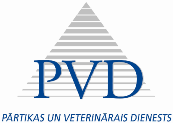 PVD
PĀRTIKAS UN VETERINĀRAIS DIENESTS